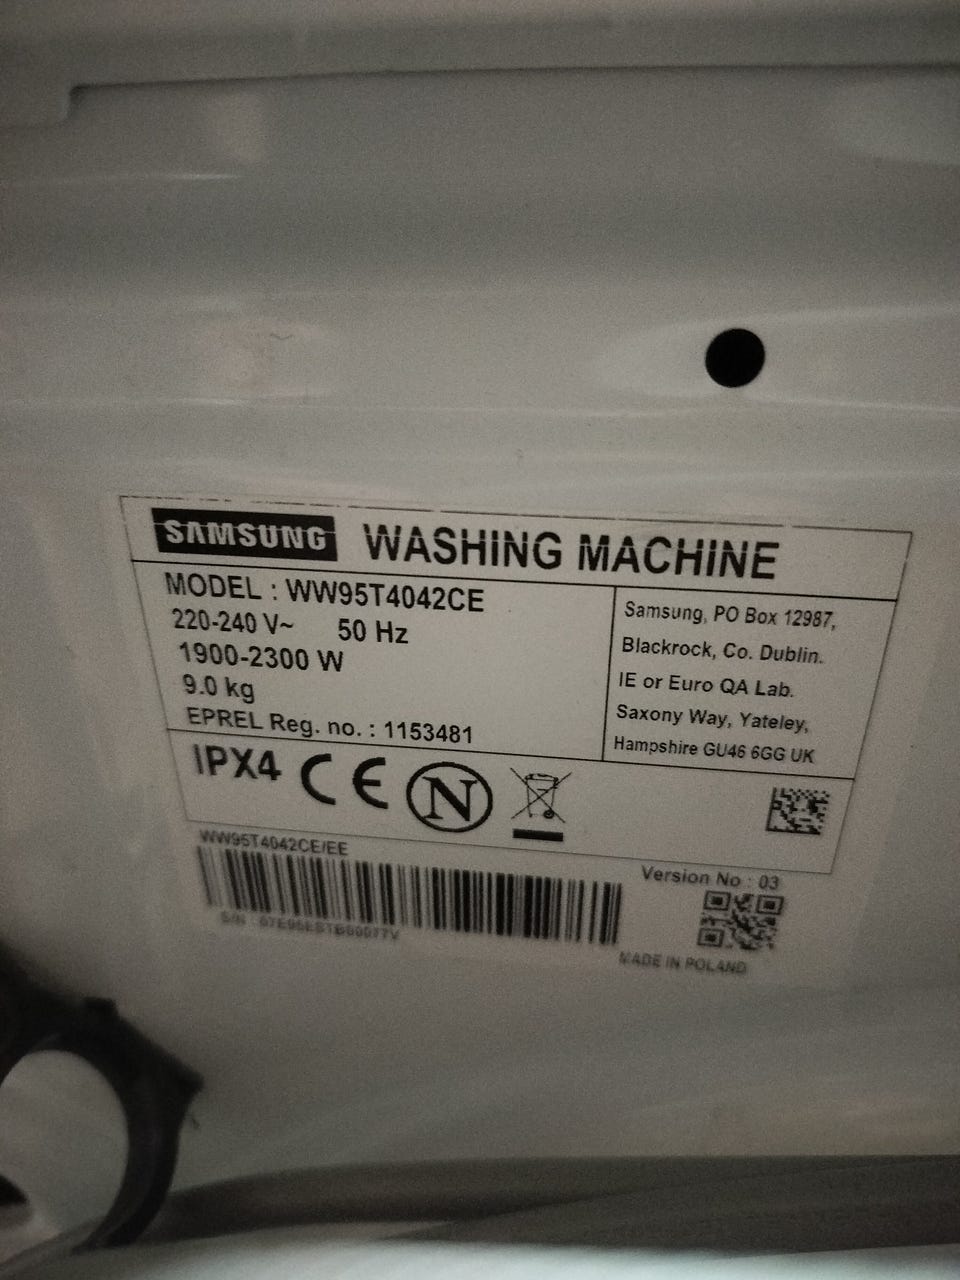 SAMSUNG WASHING MACHINE
MODEL : WW95T4042CE
220-240 V~ 50 Hz
1900-2300 W
9.0 kg
EPREL Reg. no. : 1153481
Samsung, PO Box 12987,
Blackrock, Co. Dublin.
IE or Euro QA Lab.
Saxony Way, Yateley,
Hampshire GU46 6GG UK
IPX4 CE N
WW95T4042CE/EE
Version No : 03
S/N :
MADE IN POLAND